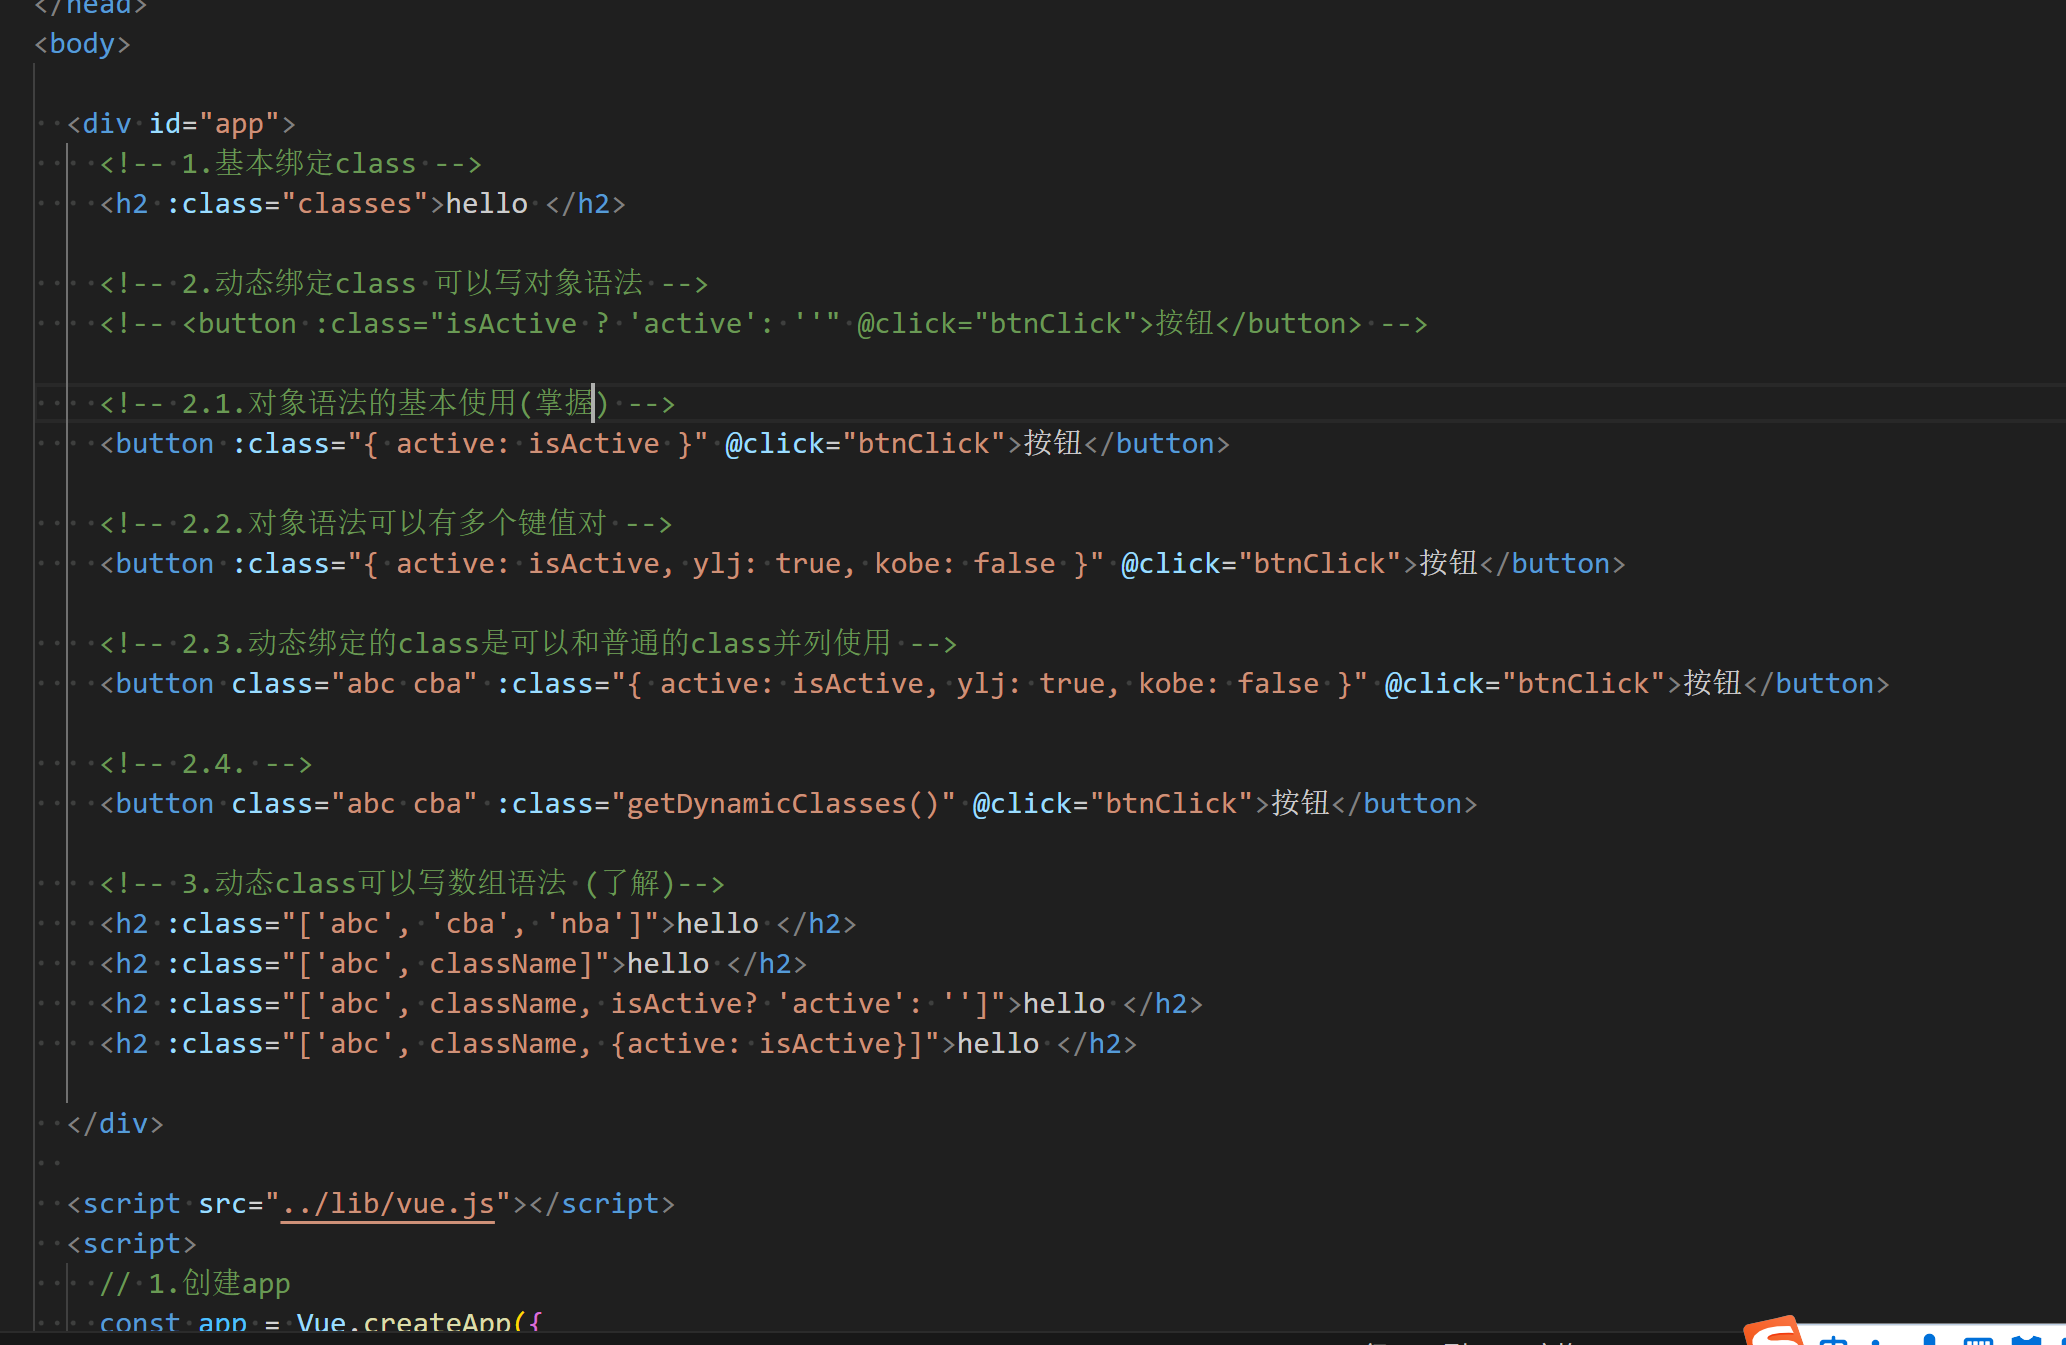 </head>
<body>
<div id="app">
<!-- 1.基本绑定class -->
<h2 :class="classes">hello </h2>
<!-- 2.动态绑定class 可以写对象语法 -->
<!-- <button :class="isActive ? 'active': ''" @click="btnClick">按钮</button> -->
<!-- 2.1.对象语法的基本使用(掌握) -->
<button :class="{ active: isActive }" @click="btnClick">按钮</button>
<!-- 2.2.对象语法可以有多个键值对 -->
<button :class="{ active: isActive, ylj: true, kobe: false }" @click="btnClick">按钮</button>
<!-- 2.3.动态绑定的class是可以和普通的class并列使用 -->
<button class="abc cba" :class="{ active: isActive, ylj: true, kobe: false }" @click="btnClick">按钮</button>
<!-- 2.4. -->
<button class="abc cba" :class="getDynamicClasses()" @click="btnClick">按钮</button>
<!-- 3.动态class可以写数组语法 (了解)-->
<h2 :class="['abc', 'cba', 'nba']">hello </h2>
<h2 :class="['abc', className]">hello </h2>
<h2 :class="['abc', className, isActive? 'active': '']">hello </h2>
<h2 :class="['abc', className, {active: isActive}]">hello </h2>
</div>
<script src="../lib/vue.js"></script>
<script>
// 1.创建app
const app = Vue.createApp({